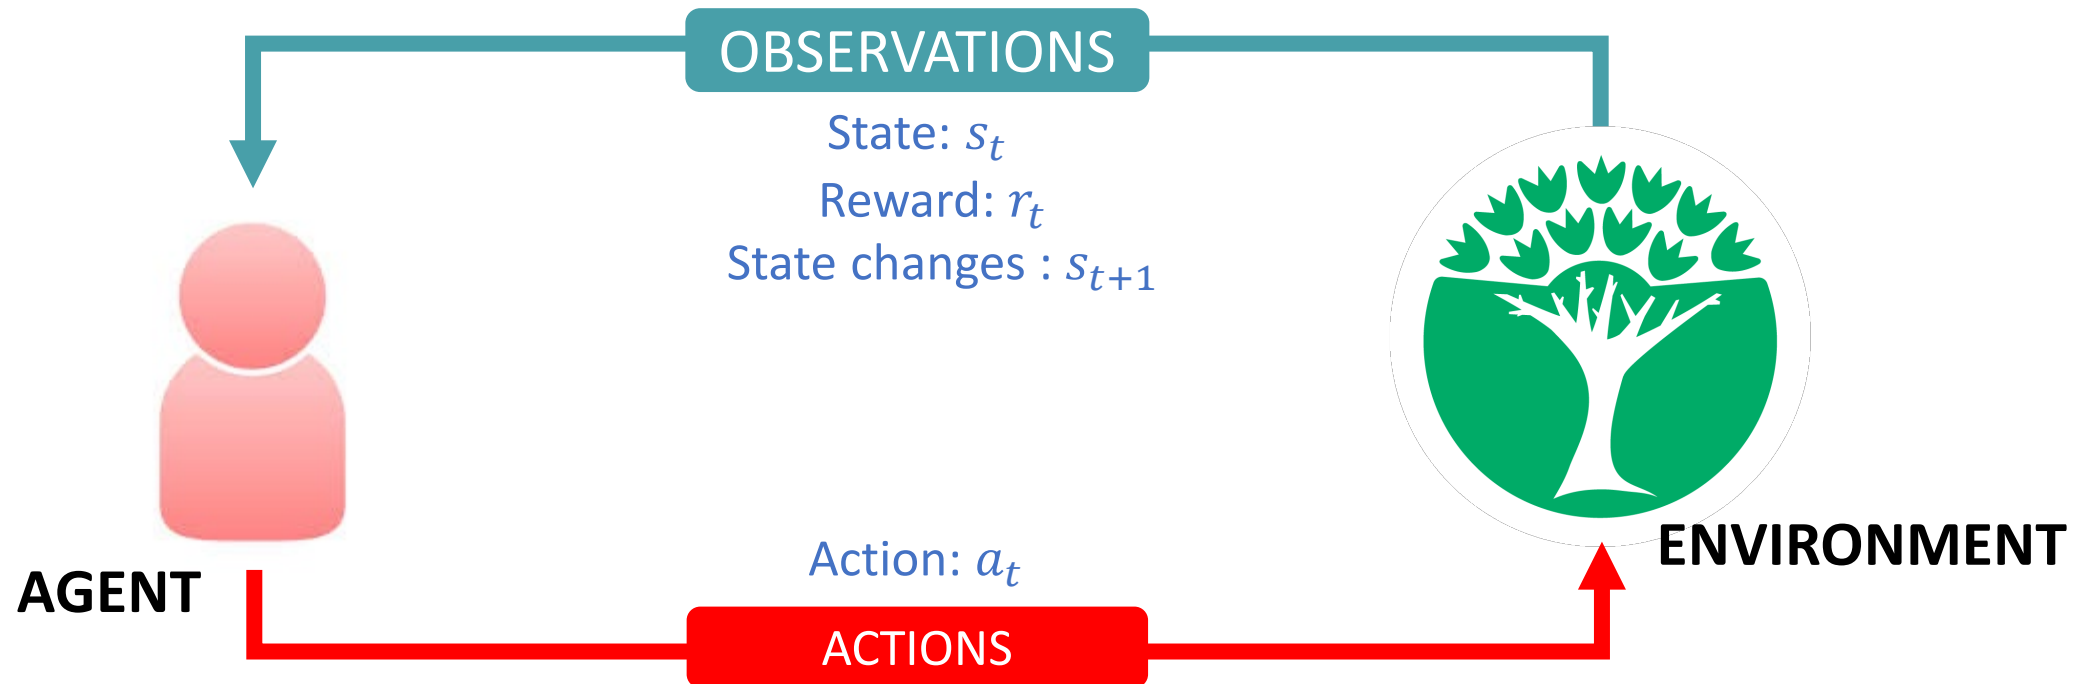 OBSERVATIONS
State: s_t
Reward: r_t
State changes : s_{t+1}
ENVIRONMENT
Action: a_t
AGENT
ACTIONS